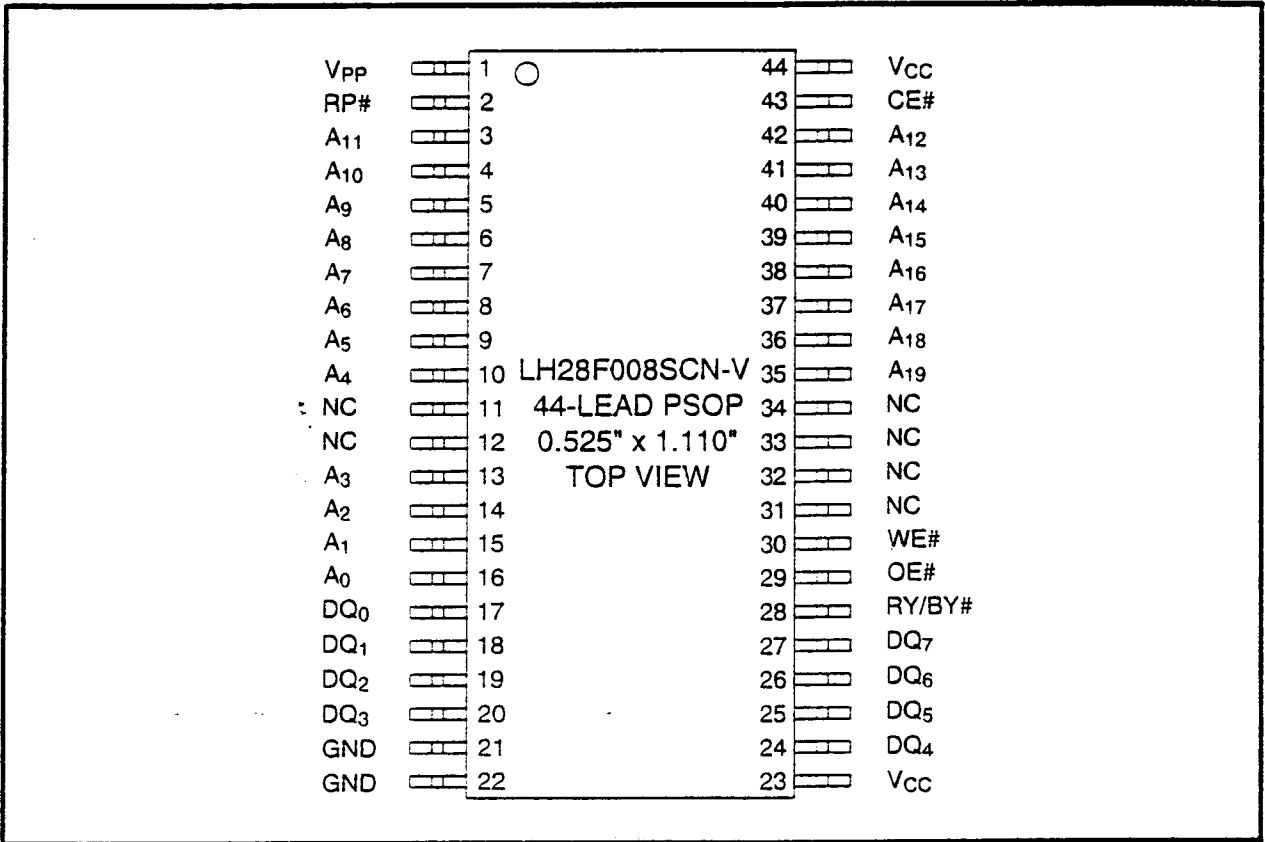 VPP 1 44 VCC
RP# 2 43 CE#
A11 3 42 A12
A10 4 41 A13
A9 5 40 A14
A8 6 39 A15
A7 7 38 A16
A6 8 37 A17
A5 9 36 A18
A4 10 LH28F008SCN-V 35 A19
NC 11 44-LEAD PSOP 34 NC
NC 12 0.525" x 1.110" 33 NC
A3 13 TOP VIEW 32 NC
A2 14 31 NC
A1 15 30 WE#
A0 16 29 OE#
DQ0 17 28 RY/BY#
DQ1 18 27 DQ7
DQ2 19 26 DQ6
DQ3 20 25 DQ5
GND 21 24 DQ4
GND 22 23 VCC